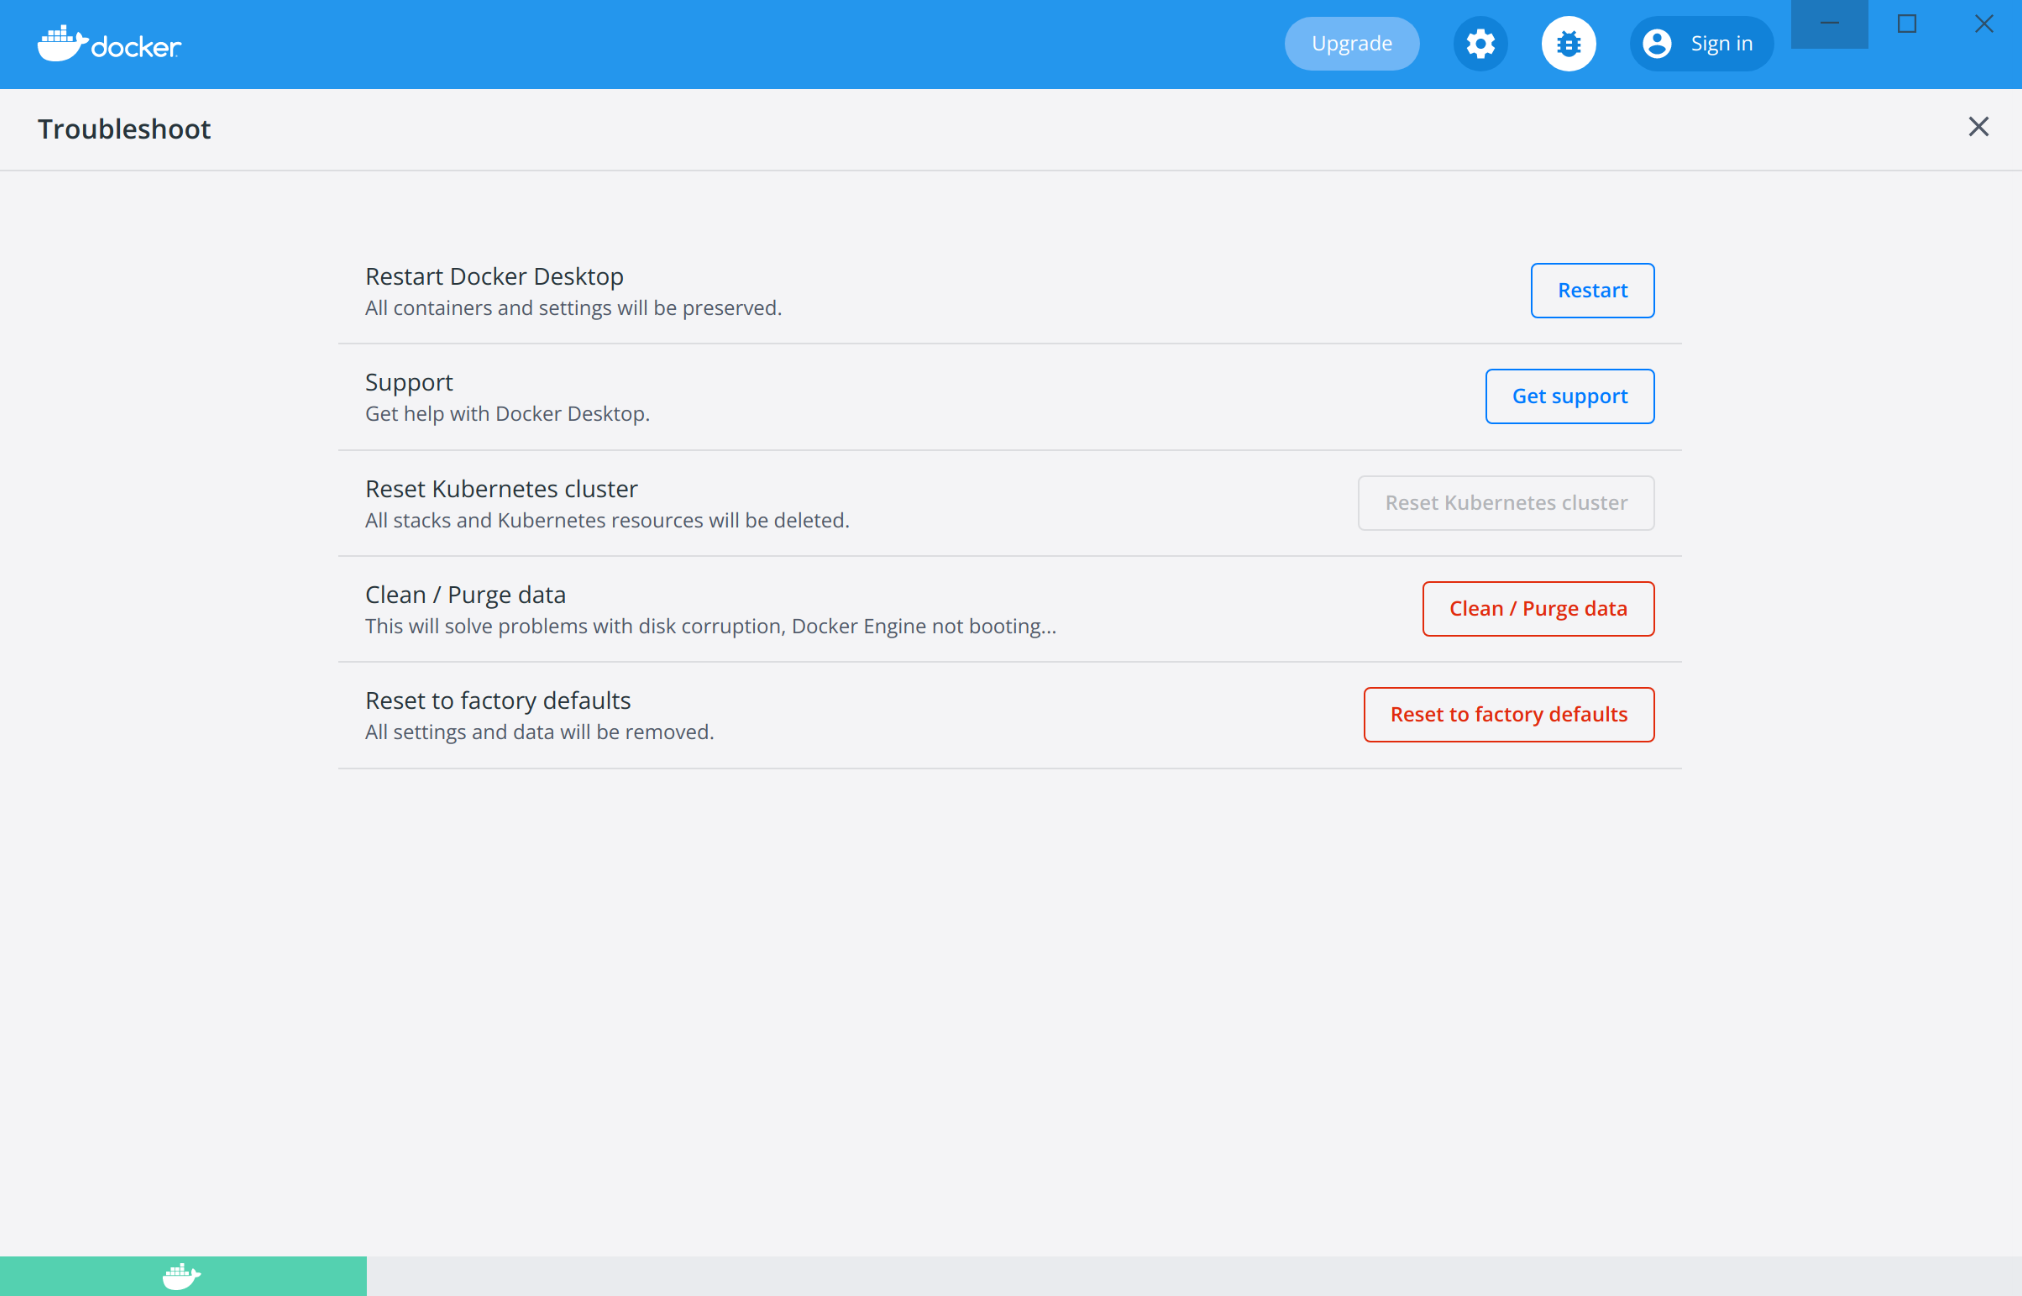 docker
Upgrade
Sign in
Troubleshoot
Restart Docker Desktop
All containers and settings will be preserved.
Restart
Support
Get help with Docker Desktop.
Get support
Reset Kubernetes cluster
All stacks and Kubernetes resources will be deleted.
Reset Kubernetes cluster
Clean / Purge data
This will solve problems with disk corruption, Docker Engine not booting...
Clean / Purge data
Reset to factory defaults
All settings and data will be removed.
Reset to factory defaults